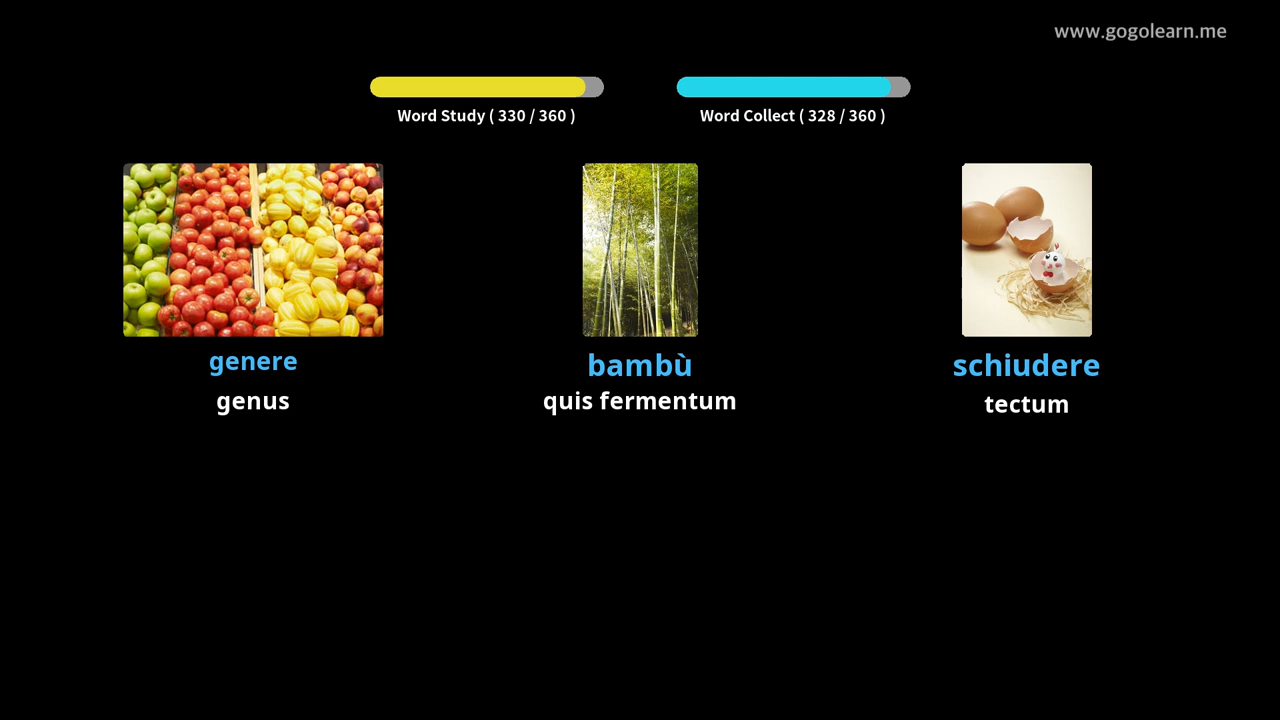 www.gogolearn.me
Word Study ( 330 / 360 )
Word Collect ( 328 / 360 )
genere
genus
bambù
quis fermentum
schiudere
tectum